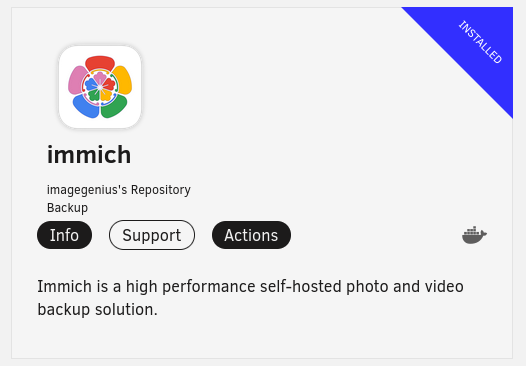 INSTALLED
immich
imagegenius's Repository
Backup
Info Support Actions
Immich is a high performance self-hosted photo and video
backup solution.